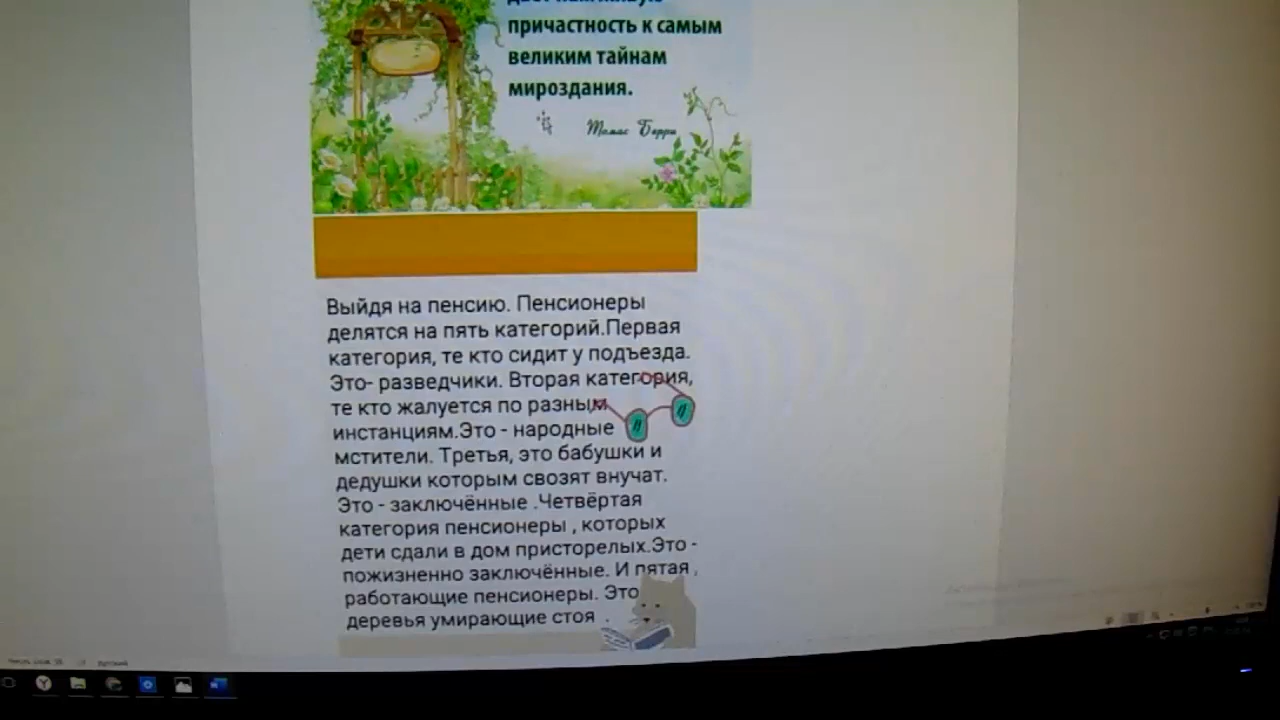 причастность к самым
великим тайнам
мироздания.
Томас Берри
Выйдя на пенсию. Пенсионеры
делятся на пять категорий.Первая
категория, те кто сидит у подъезда.
Это- разведчики. Вторая категория,
те кто жалуется по разным
инстанциям.Это - народные
мстители. Третья, это бабушки и
дедушки которым свозят внучат.
Это - заключённые .Четвёртая
категория пенсионеры , которых
дети сдали в дом присторелых.Это -
пожизненно заключённые. И пятая ,
работающие пенсионеры. Это
деревья умирающие стоя .